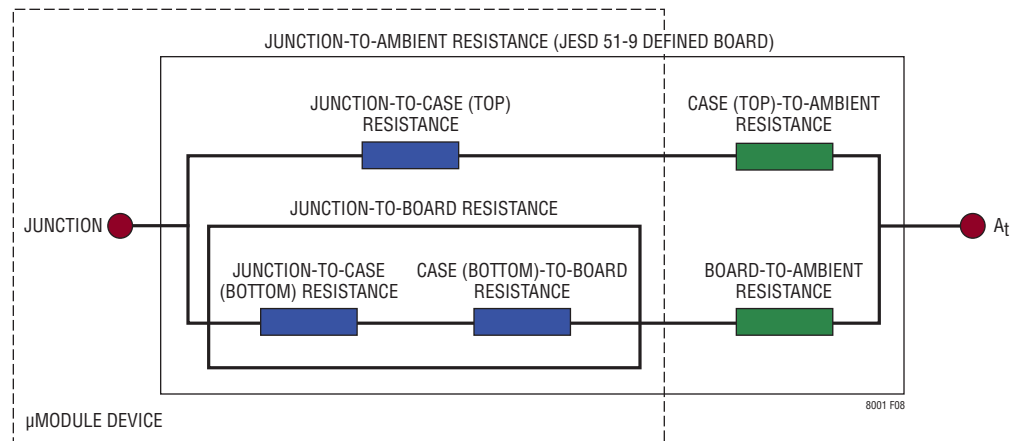 JUNCTION-TO-AMBIENT RESISTANCE (JESD 51-9 DEFINED BOARD)
JUNCTION-TO-CASE (TOP)
RESISTANCE
CASE (TOP)-TO-AMBIENT
RESISTANCE
JUNCTION
JUNCTION-TO-BOARD RESISTANCE
At
JUNCTION-TO-CASE
(BOTTOM) RESISTANCE
CASE (BOTTOM)-TO-BOARD
RESISTANCE
BOARD-TO-AMBIENT
RESISTANCE
8001 F08
µMODULE DEVICE